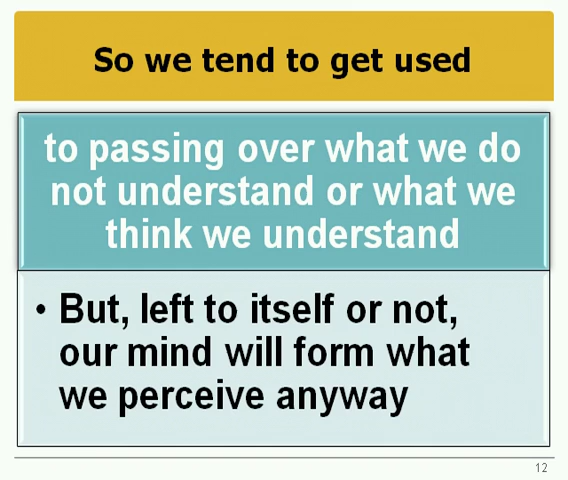 So we tend to get used
to passing over what we do
not understand or what we
think we understand
• But, left to itself or not,
our mind will form what
we perceive anyway
12